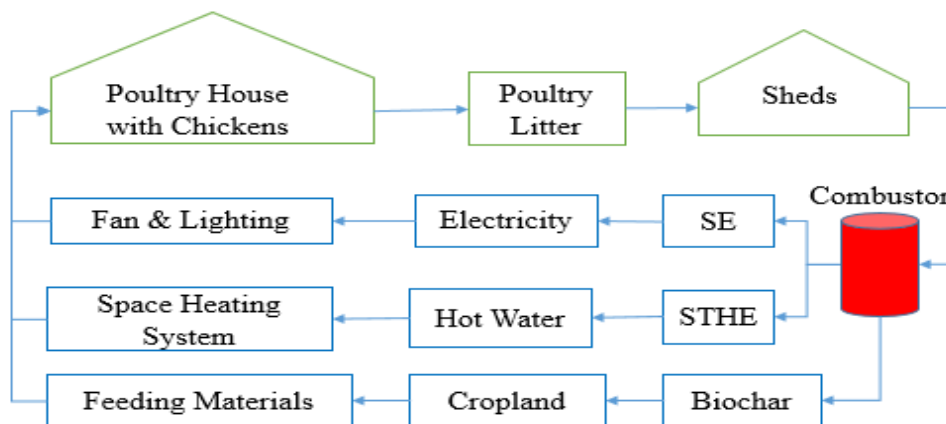 Poultry House
with Chickens
Poultry
Litter
Sheds
Combustor
Fan & Lighting
Electricity
SE
Space Heating
System
Hot Water
STHE
Feeding Materials
Cropland
Biochar